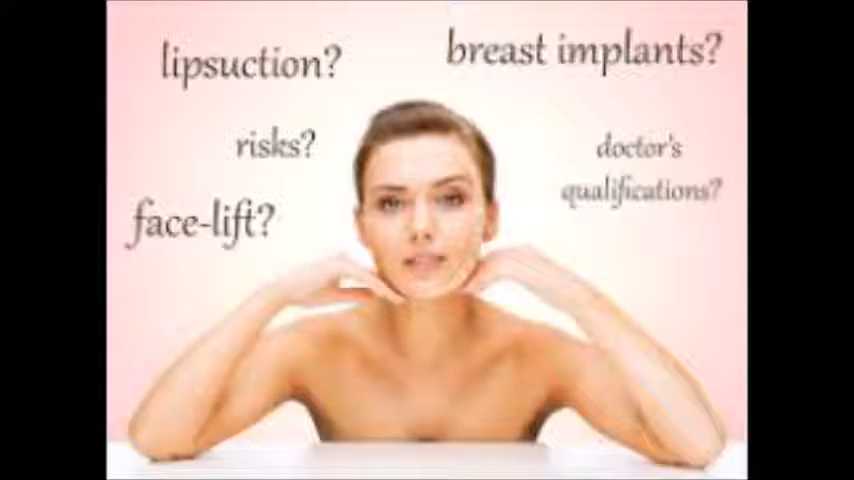 lipsuction?
breast implants?
risks?
doctor's
qualifications?
face-lift?